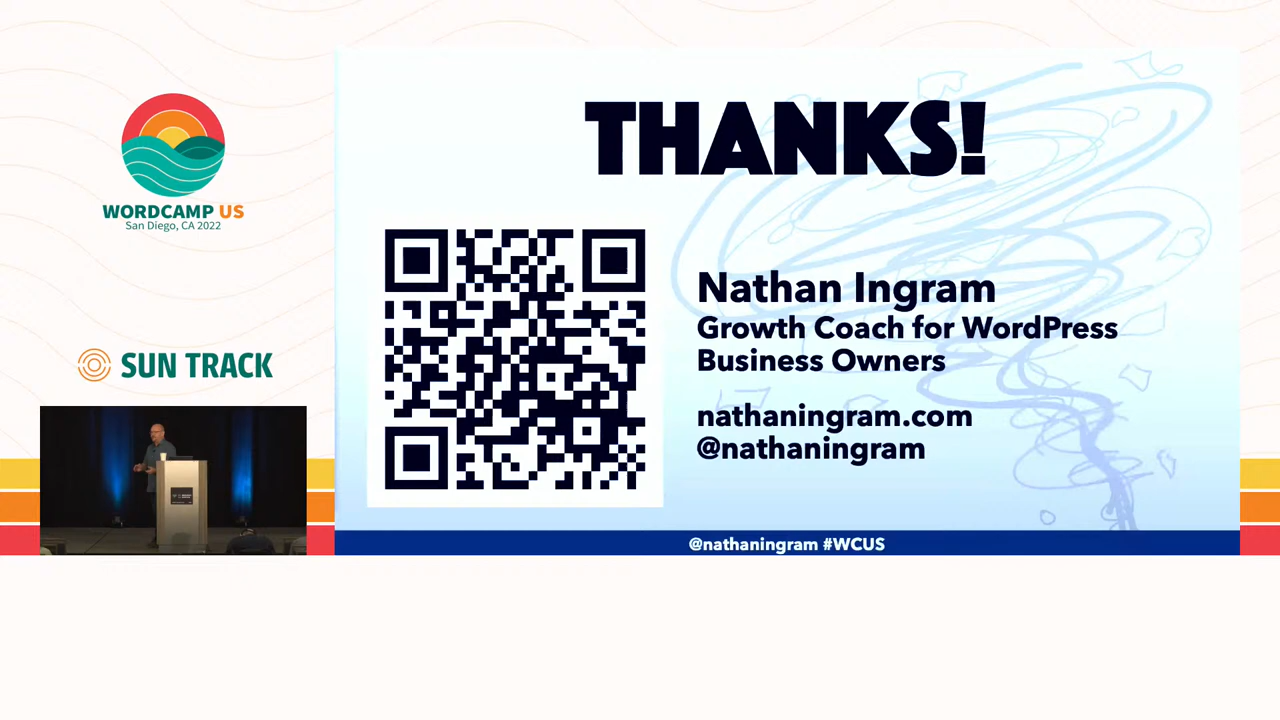 WORDCAMP US
San Diego, CA 2022
SUN TRACK
THANKS!
Nathan Ingram
Growth Coach for WordPress
Business Owners
nathaningram.com
@nathaningram
@nathaningram #WCUS